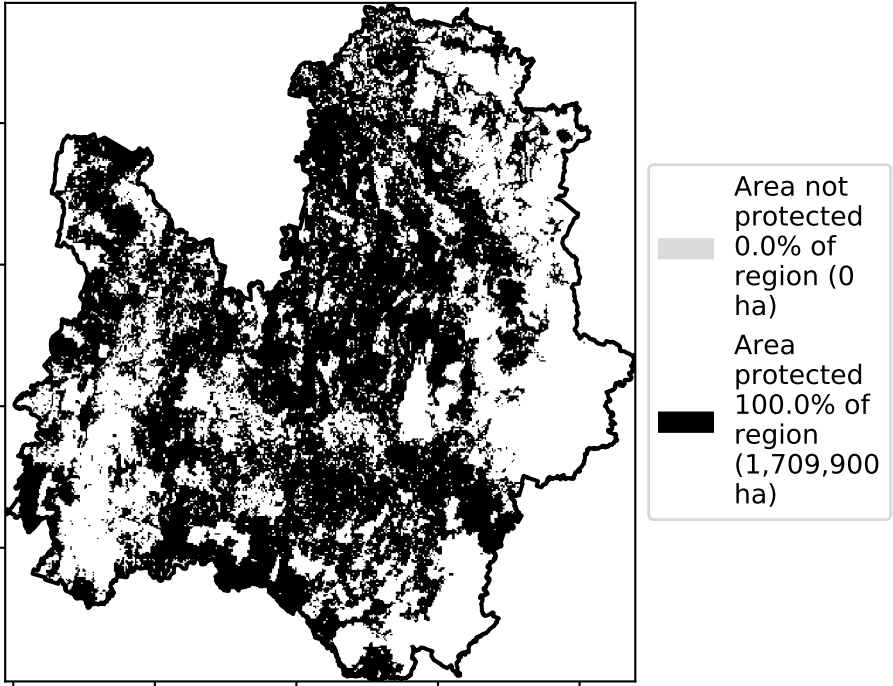 Area not
protected
0.0% of
region (0
ha)
Area
protected
100.0% of
region
(1,709,900
ha)